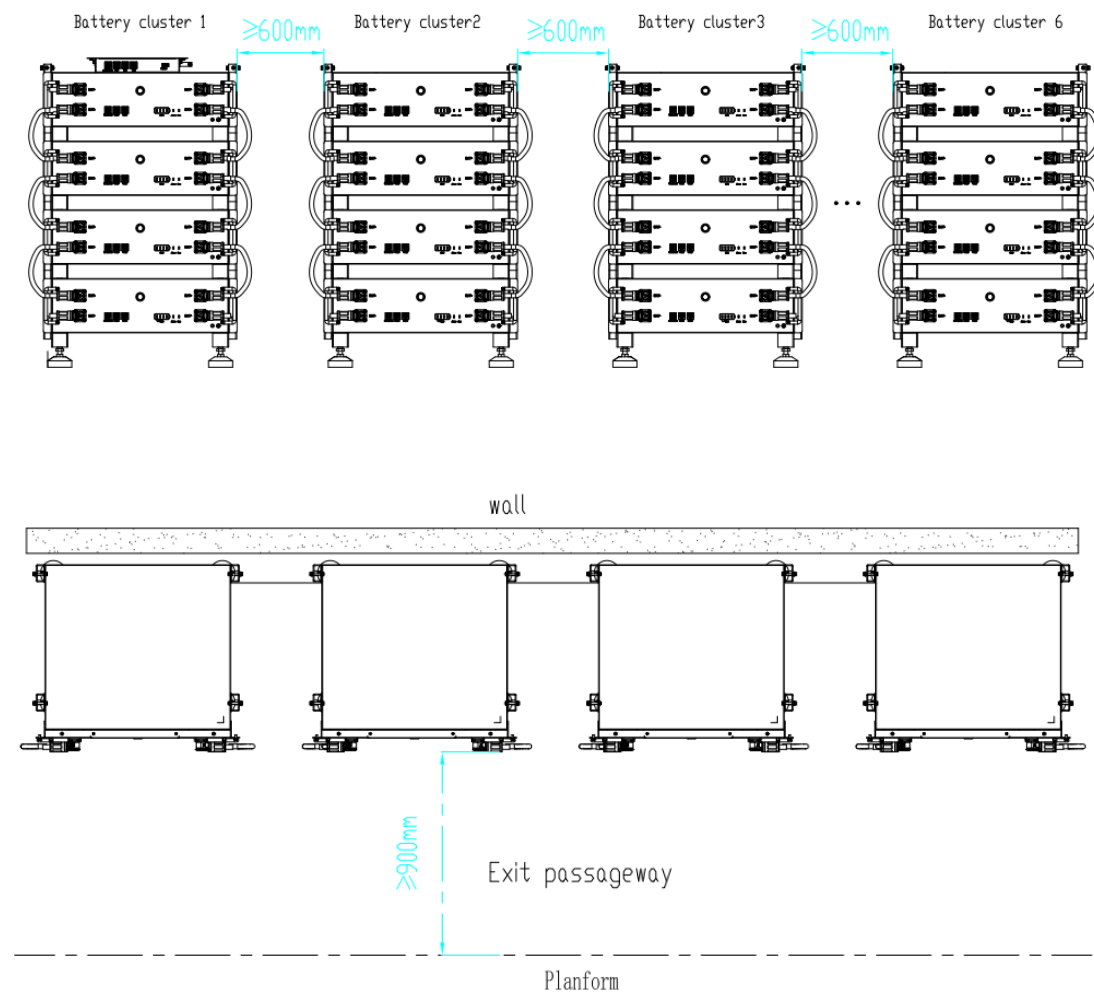 Battery cluster 1
≥600mm
Battery cluster2
≥600mm
Battery cluster3
≥600mm
Battery cluster 6
...
wall
≥900mm
Exit passageway
Planform